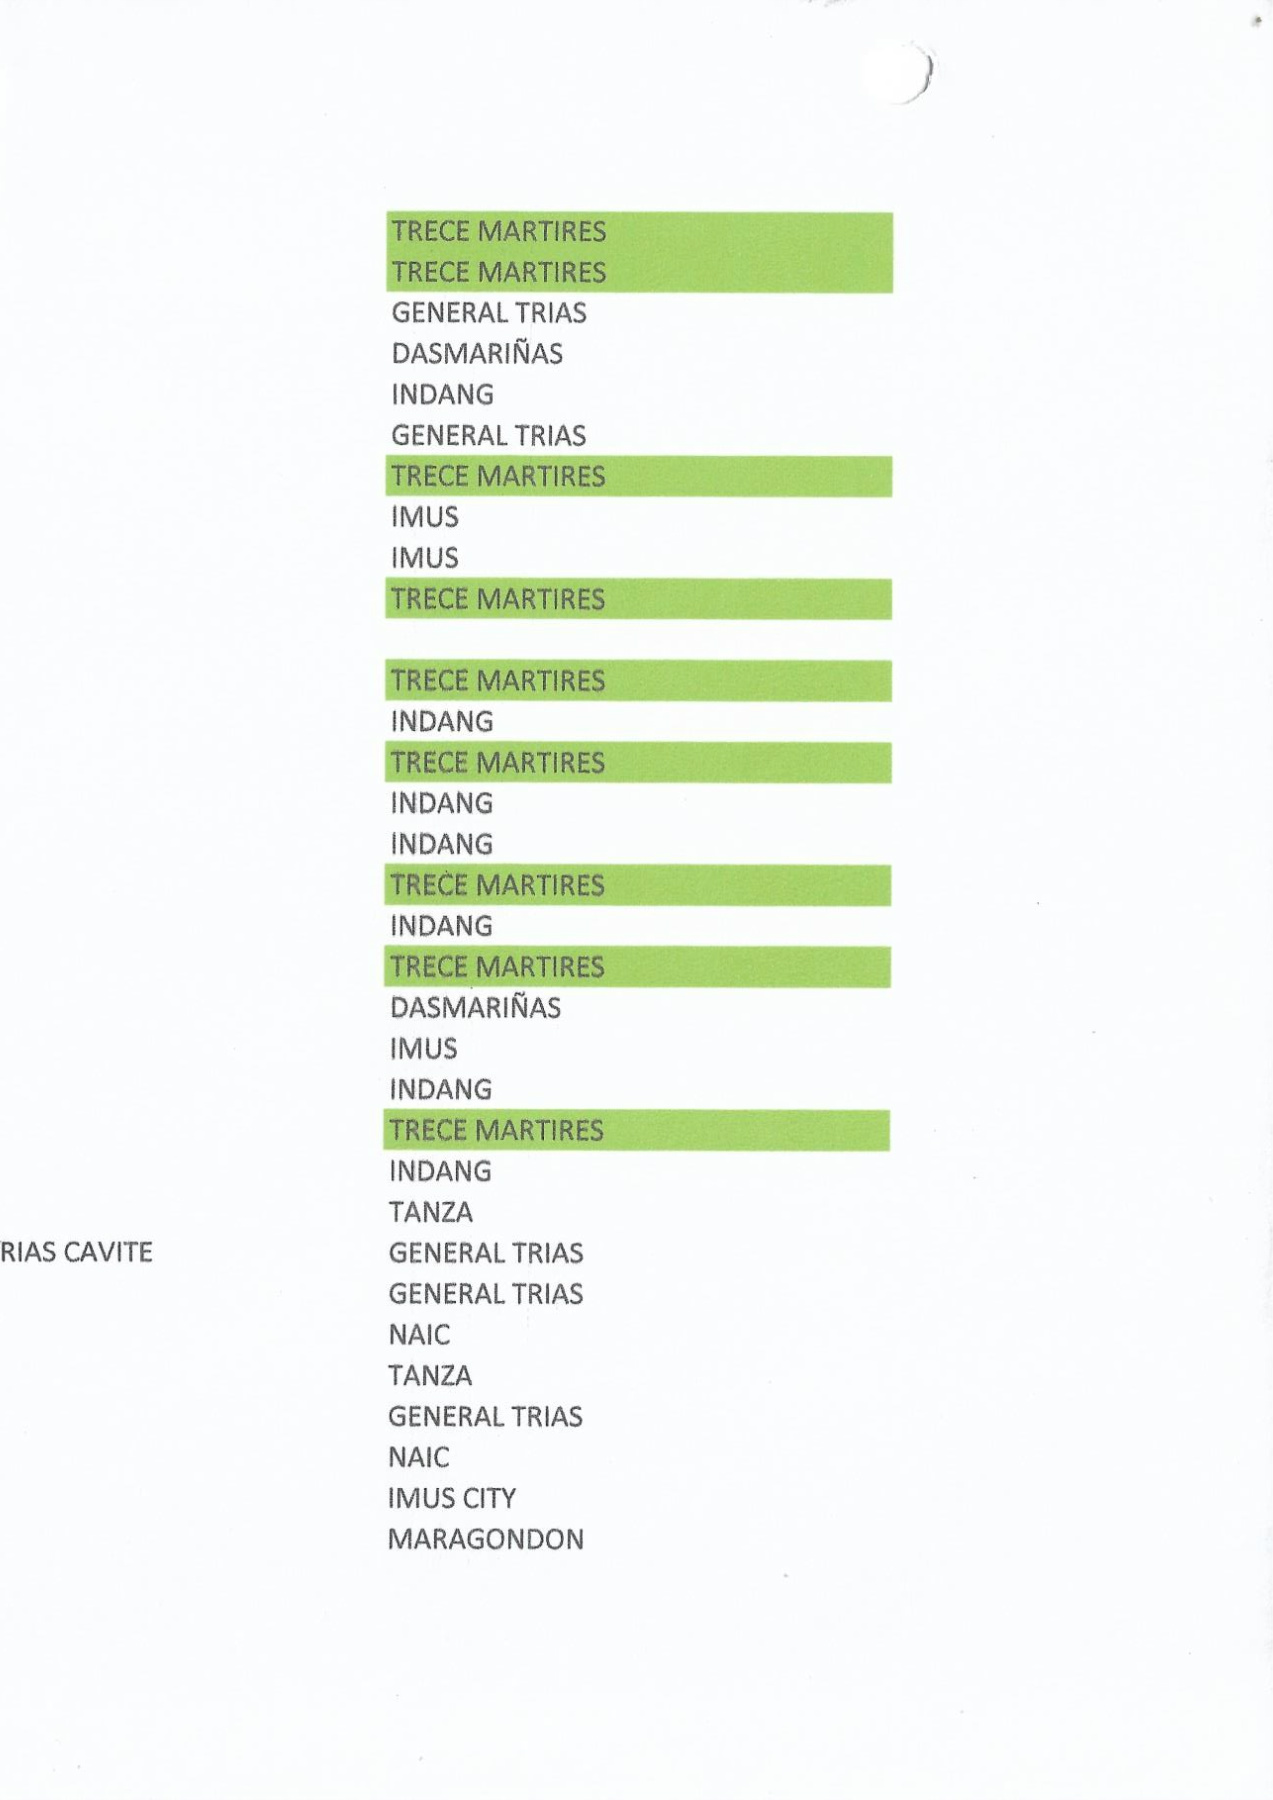 TRECE MARTIRES
TRECE MARTIRES
GENERAL TRIAS
DASMARIÑAS
INDANG
GENERAL TRIAS
TRECE MARTIRES
IMUS
IMUS
TRECE MARTIRES
TRECE MARTIRES
INDANG
TRECE MARTIRES
INDANG
INDANG
TRECE MARTIRES
INDANG
TRECE MARTIRES
DASMARIÑAS
IMUS
INDANG
TRECE MARTIRES
INDANG
TANZA
RIAS CAVITE GENERAL TRIAS
GENERAL TRIAS
NAIC
TANZA
GENERAL TRIAS
NAIC
IMUS CITY
MARAGONDON